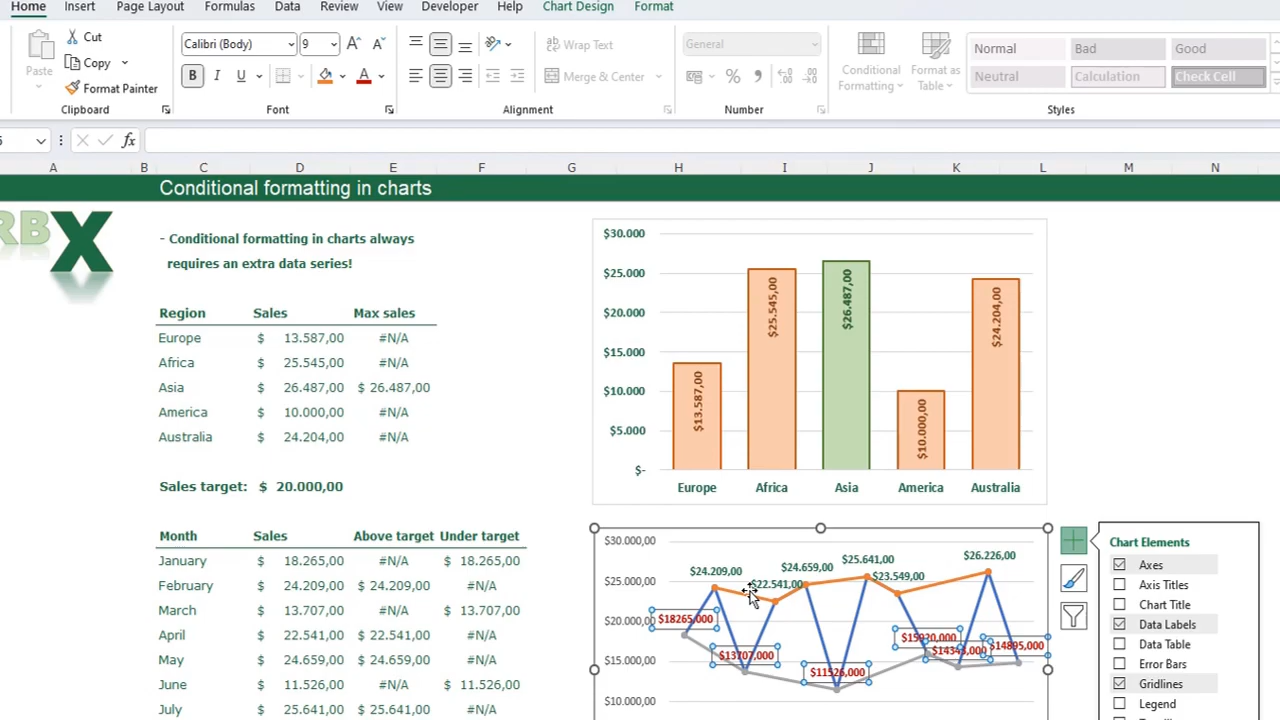 Home Insert Page Layout Formulas Data Review View Developer Help Chart Design Format
Paste
Cut
Copy
Format Painter
Clipboard
Calibri (Body) 9 A A
B I U A
Font
ab
Wrap Text
Merge & Center
Alignment
General
% ,
Number
Conditional Formatting
Format as Table
Normal Bad Good
Neutral Calculation Check Cell
Styles
fx
A B C D E F G H I J K L M N
Conditional formatting in charts
RB X
- Conditional formatting in charts always
requires an extra data series!
Region Sales Max sales
Europe $ 13.587,00 #N/A
Africa $ 25.545,00 #N/A
Asia $ 26.487,00 $ 26.487,00
America $ 10.000,00 #N/A
Australia $ 24.204,00 #N/A
Sales target: $ 20.000,00
Month Sales Above target Under target
January $ 18.265,00 #N/A $ 18.265,00
February $ 24.209,00 $ 24.209,00 #N/A
March $ 13.707,00 #N/A $ 13.707,00
April $ 22.541,00 $ 22.541,00 #N/A
May $ 24.659,00 $ 24.659,00 #N/A
June $ 11.526,00 #N/A $ 11.526,00
July $ 25.641,00 $ 25.641,00 #N/A
$30.000
$25.000
$20.000
$15.000
$10.000
$5.000
$-
$13.587,00
$25.545,00
$26.487,00
$10.000,00
$24.204,00
Europe Africa Asia America Australia
$30.000,00
$25.000,00
$20.000,00
$15.000,00
$10.000,00
$24.209,00
$22.541,00
$24.659,00
$25.641,00
$23.549,00
$26.226,00
$18265,000
$13707,000
$11526,000
$15020,000
$14895,000
Chart Elements
Axes
Axis Titles
Chart Title
Data Labels
Data Table
Error Bars
Gridlines
Legend